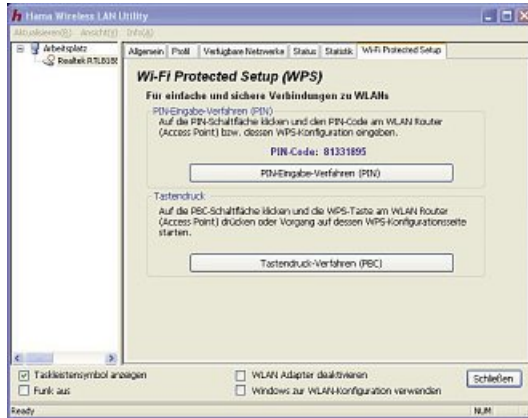 Hama Wireless LAN Utility
Aktualisieren(R) Ansicht(Y) Info(A)
Arbeitsplatz
Realtek RTL8188
Allgemein Profil Verfügbare Netzwerke Status Statistik Wi-Fi Protected Setup
Wi-Fi Protected Setup (WPS)
Für einfache und sichere Verbindungen zu WLANs
PIN-Eingabe-Verfahren (PIN)
Auf die PIN-Schaltfläche klicken und den PIN-Code am WLAN Router
(Access Point) bzw. dessen WPS-Konfiguration eingeben.
PIN-Code: 81331895
PIN-Eingabe-Verfahren (PIN)
Tastendruck
Auf die PBC-Schaltfläche klicken und die WPS-Taste am WLAN Router
(Access Point) drücken oder Vorgang auf dessen WPS-Konfigurationsseite
starten.
Tastendruck-Verfahren (PBC)
Taskleistensymbol anzeigen
WLAN Adapter deaktivieren
Schließen
Funk aus
Windows zur WLAN-Konfiguration verwenden
Ready
NUM